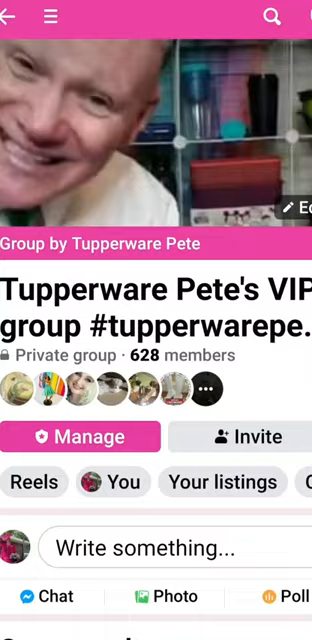 Ec
Group by Tupperware Pete
Tupperware Pete's VIP
group #tupperwarepe.
Private group · 628 members
Manage
Invite
Reels
You
Your listings
Write something...
Chat
Photo
Poll